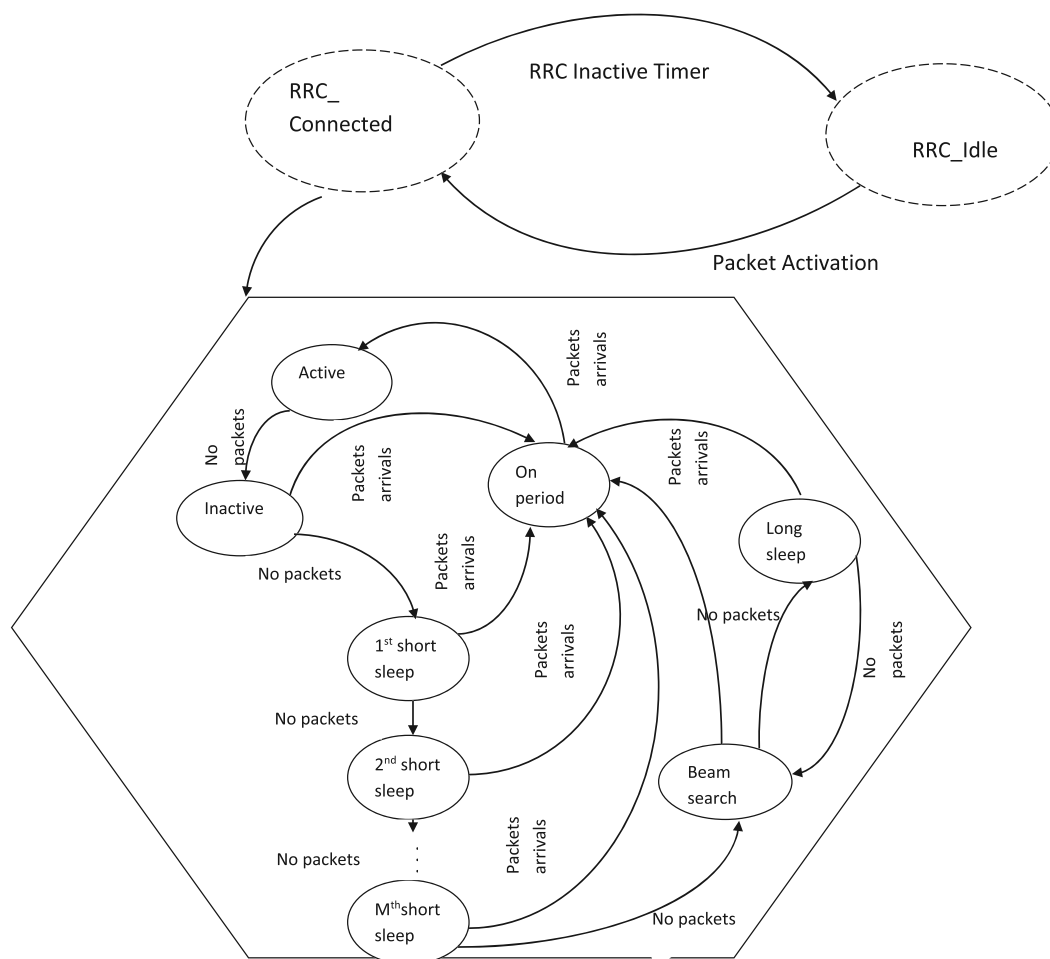 RRC_
Connected
RRC Inactive Timer
RRC_Idle
Packet Activation
Active
Packets
arrivals
No
packets
Packets
arrivals
On
period
Packets
arrivals
Inactive
Long
sleep
No packets
Packets
arrivals
No packets
1st short
sleep
Packets
arrivals
No
packets
No packets
2nd short
sleep
Beam
search
No packets
Packets
arrivals
Mth short
sleep
No packets